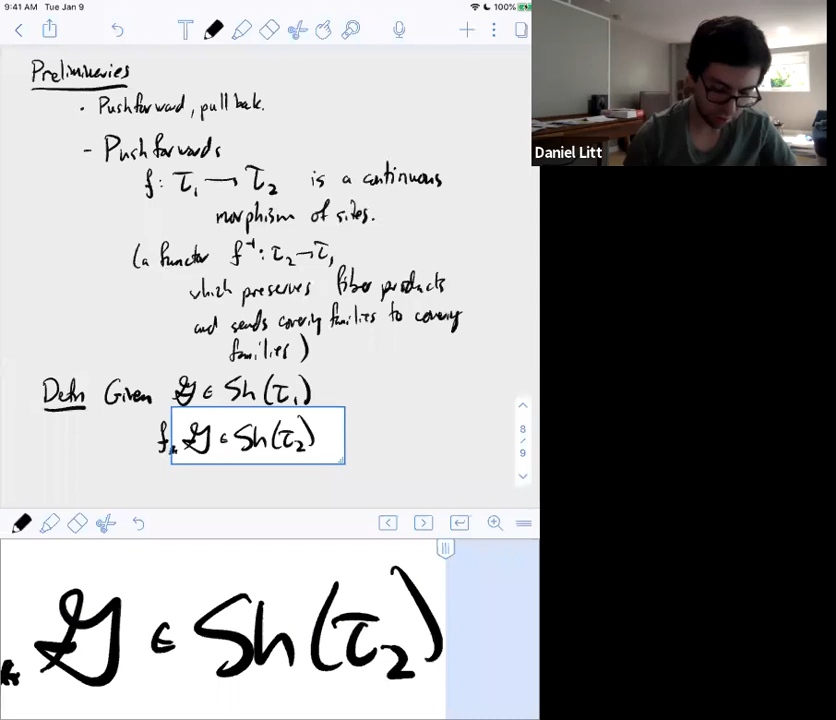 9:41 AM Tue Jan 9
100%
Preliminaries
· Pushforward, pull back.
- Pushforwards
f: τ₁ → τ₂ is a continuous
morphism of sites.
(a functor f⁻¹: τ₂ → τ₁
which preserves fiber products
and sends covering families to covering
families)
Defn Given 𝒢 ∈ Sh(τ₁)
f_* 𝒢 ∈ Sh(τ₂)
8
/
9
𝒢 ∈ Sh(τ₂)
Daniel Litt